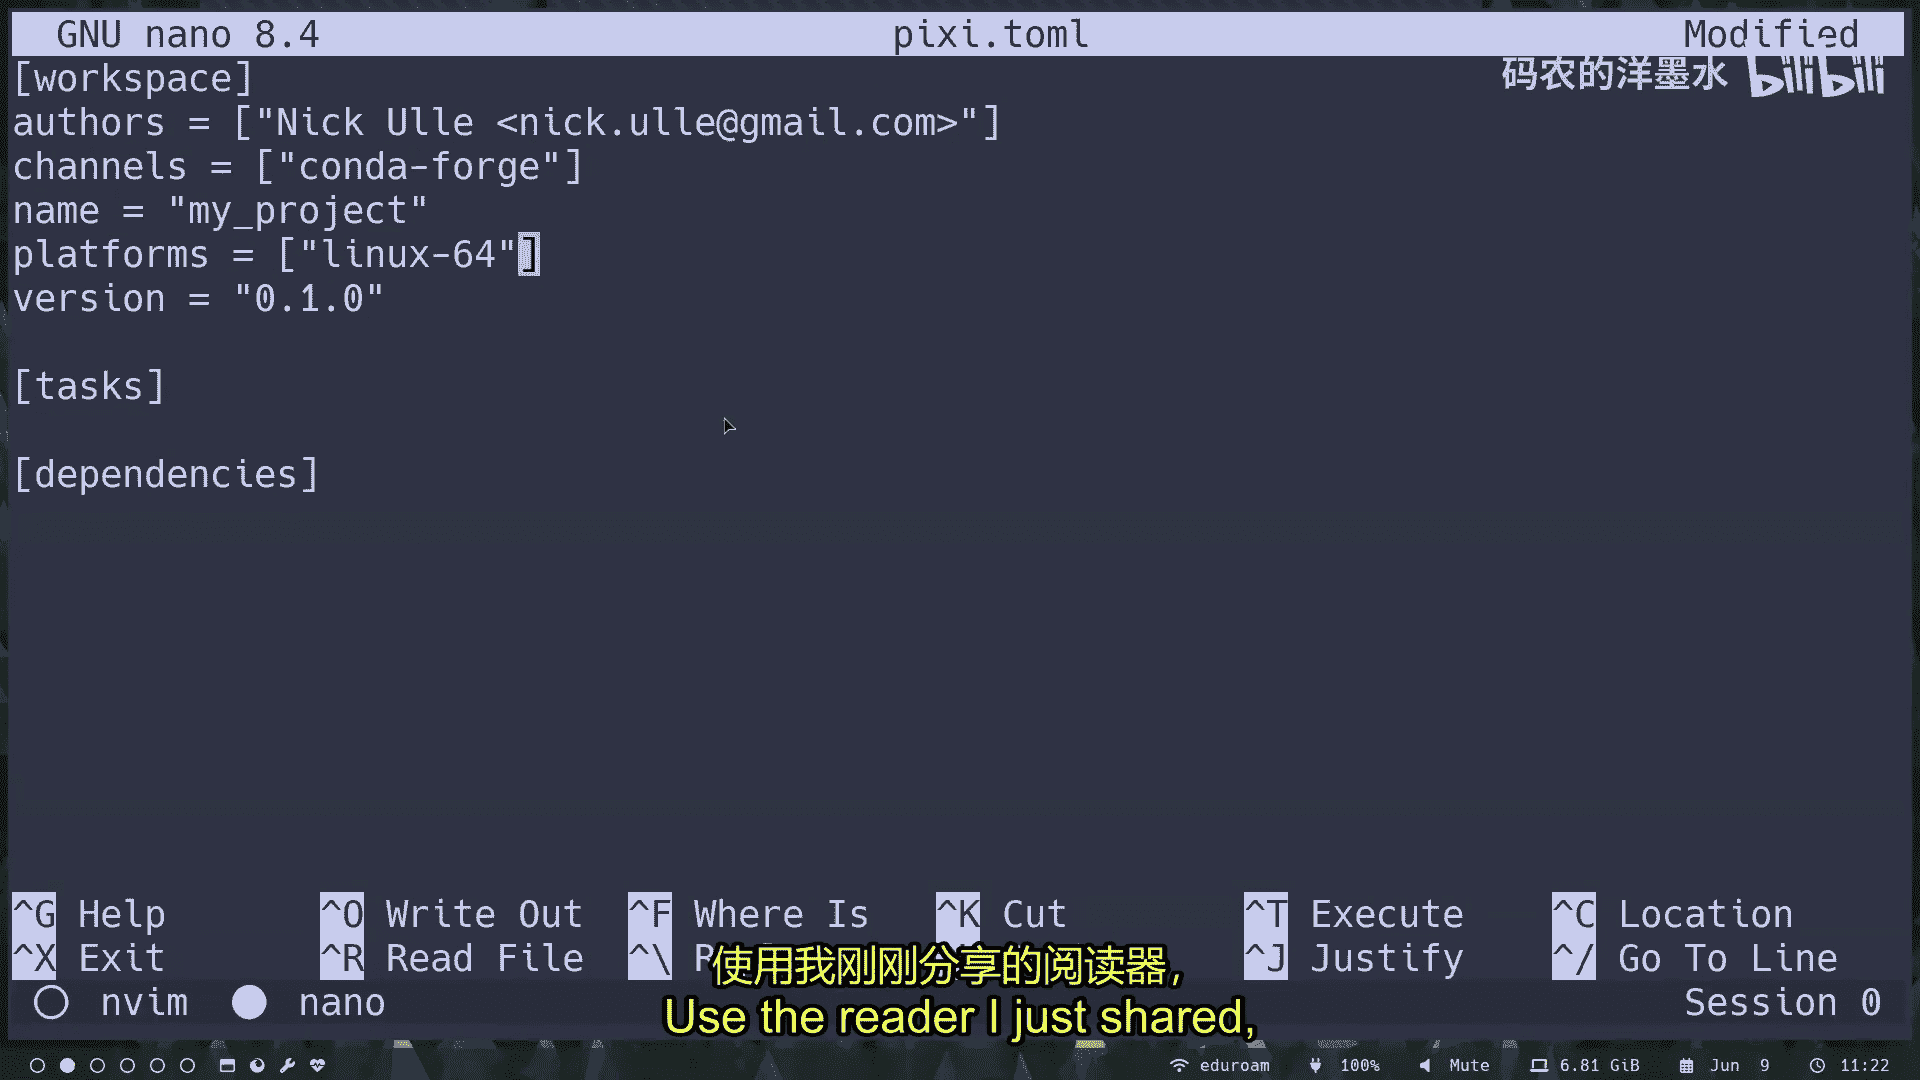 GNU nano 8.4 pixi.toml Modified
码农的洋墨水 bilibili
[workspace]
authors = ["Nick Ulle <nick.ulle@gmail.com>"]
channels = ["conda-forge"]
name = "my_project"
platforms = ["linux-64"]
version = "0.1.0"
[tasks]
[dependencies]
^G Help ^O Write Out ^F Where Is ^K Cut ^T Execute ^C Location
^X Exit ^R Read File ^\ ^J Justify ^/ Go To Line
使用我刚刚分享的阅读器，
nvim nano Session 0
Use the reader I just shared,
eduroam 100% Mute 6.81 GiB Jun 9 11:22